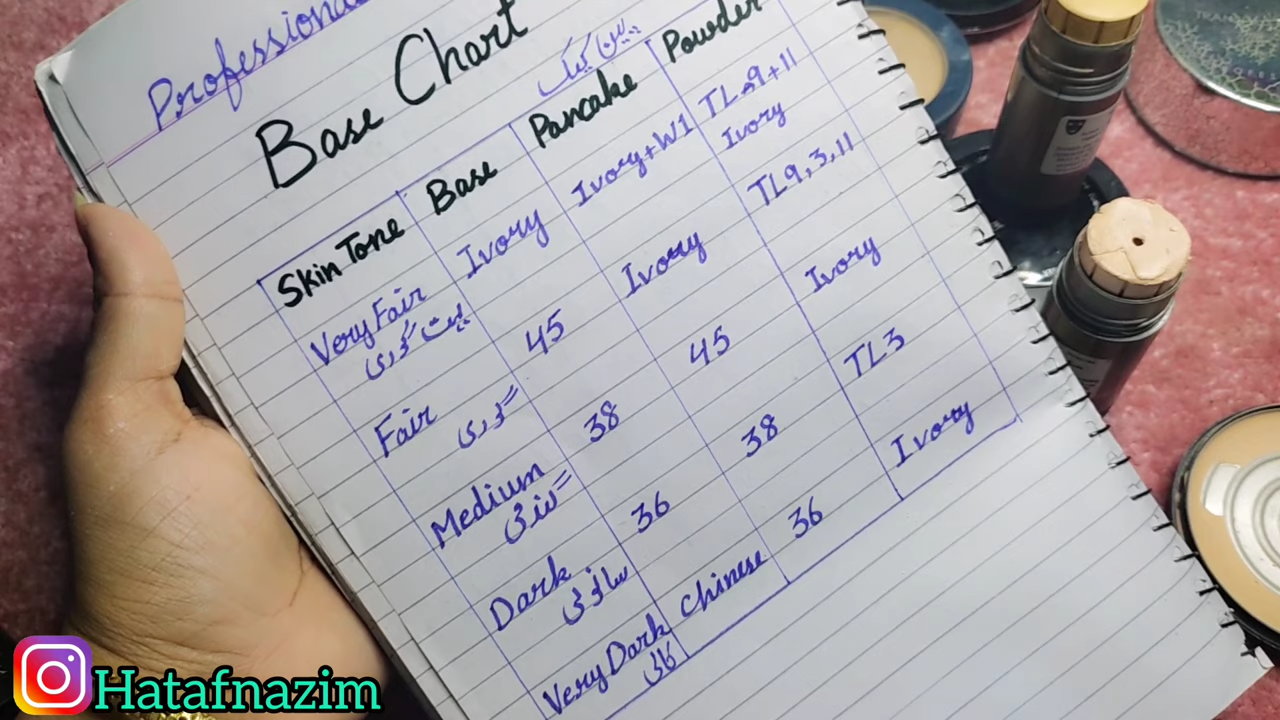 Professional
Base Chart
پین کیک
Skin Tone Base Pancake Powder
Very Fair Ivory Ivory+W1 TL.9+11
بہت گوری Ivory
Fair 45 Ivory TL9,3,11
گوری
Medium 38 45 Ivory
گندمی
Dark 36 38 TL3
سانولی
Very Dark Chinese 36 Ivory
کالی
Hatafnazim